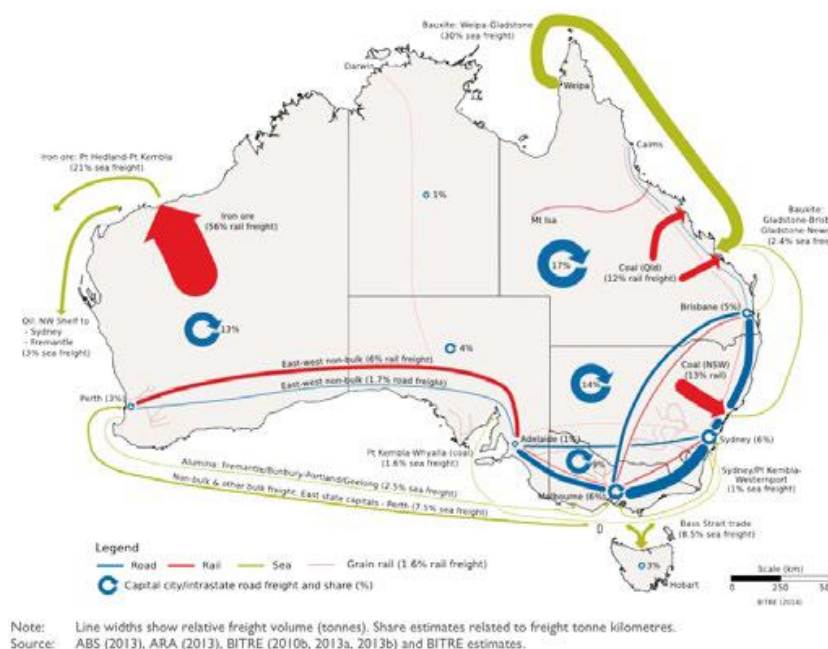 Bauxite: Weipa-Gladstone
(30% sea freight)
Darwin
Weipa
Iron ore: Pt Hedland-Pt Kembla
(21% sea freight)
Cairns
1%
Iron ore
(56% rail freight)
Mt Isa
Bauxite:
Gladstone-Brisb
Gladstone-Newc
(2.4% sea fre
17%
Coal (Qld)
(12% rail freight)
Oil: NW Shelf to
- Sydney
- Fremantle
(3% sea freight)
13%
Brisbane (5%)
4%
East-west non-bulk (6% rail freight)
Coal (NSW)
(13% rail)
East-west non-bulk (1.7% road freight)
14%
Perth (3%)
Pt Kembla-Whyalla (coal)
(1.6% sea freight)
Adelaide (1%)
Sydney (6%)
Alumina: Fremantle/Bunbury-Portland/Geelong (2.5% sea freight)
9%
Sydney/Pt Kembla-
Westernport
(1% sea freight)
Non-bulk & other bulk freight, East state capitals - Perth (7.5% sea freight)
Melbourne (6%)
Bass Strait trade
(8.5% sea freight)
Legend
Road
Rail
Sea
Grain rail (1.6% rail freight)
Capital city/intrastate road freight and share (%)
3%
Hobart
Scale (km)
0 250 500
BITRE (2014)
Note: Line widths show relative freight volume (tonnes). Share estimates related to freight tonne kilometres.
Source: ABS (2013), ARA (2013), BITRE (2010b, 2013a, 2013b) and BITRE estimates.